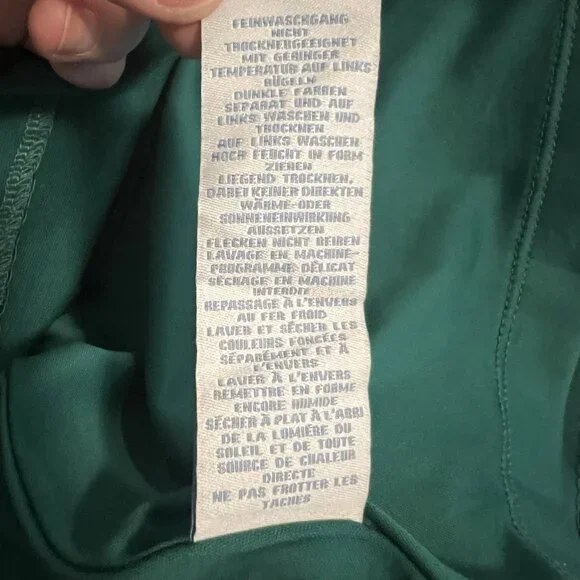 FEINWASCHGANG
NICHT
TROCKNERGEEIGNET
MIT GERINGER
TEMPERATUR AUF LINKS
BÜGELN
DUNKLE FARBEN
SEPARAT UND AUF
LINKS WASCHEN UND
TROCKNEN
AUF LINKS WASCHEN
NOCH FEUCHT IN FORM
ZIEHEN
LIEGEND TROCKNEN,
DABEI KEINER DIREKTEN
WÄRME-ODER
SONNENEINWIRKUNG
AUSSETZEN
FLECKEN NICHT REIBEN
LAVAGE EN MACHINE-
PROGRAMME DÉLICAT
SÉCHAGE EN MACHINE
INTERDIT
REPASSAGE À L'ENVERS
AU FER FROID
LAVER ET SÉCHER LES
COULEURS FONCÉES
SÉPARÉMENT ET À
L'ENVERS
LAVER À L'ENVERS
REMETTRE EN FORME
ENCORE HUMIDE
SÉCHER À PLAT À L'ABRI
DE LA LUMIÈRE DU
SOLEIL ET DE TOUTE
SOURCE DE CHALEUR
DIRECTE
NE PAS FROTTER LES
TACHES